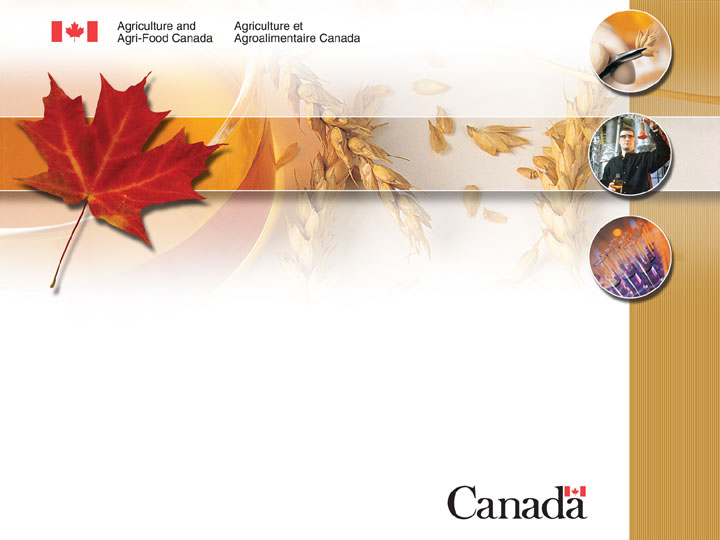 Agriculture and
Agri-Food Canada
Agriculture et
Agroalimentaire Canada
Canada